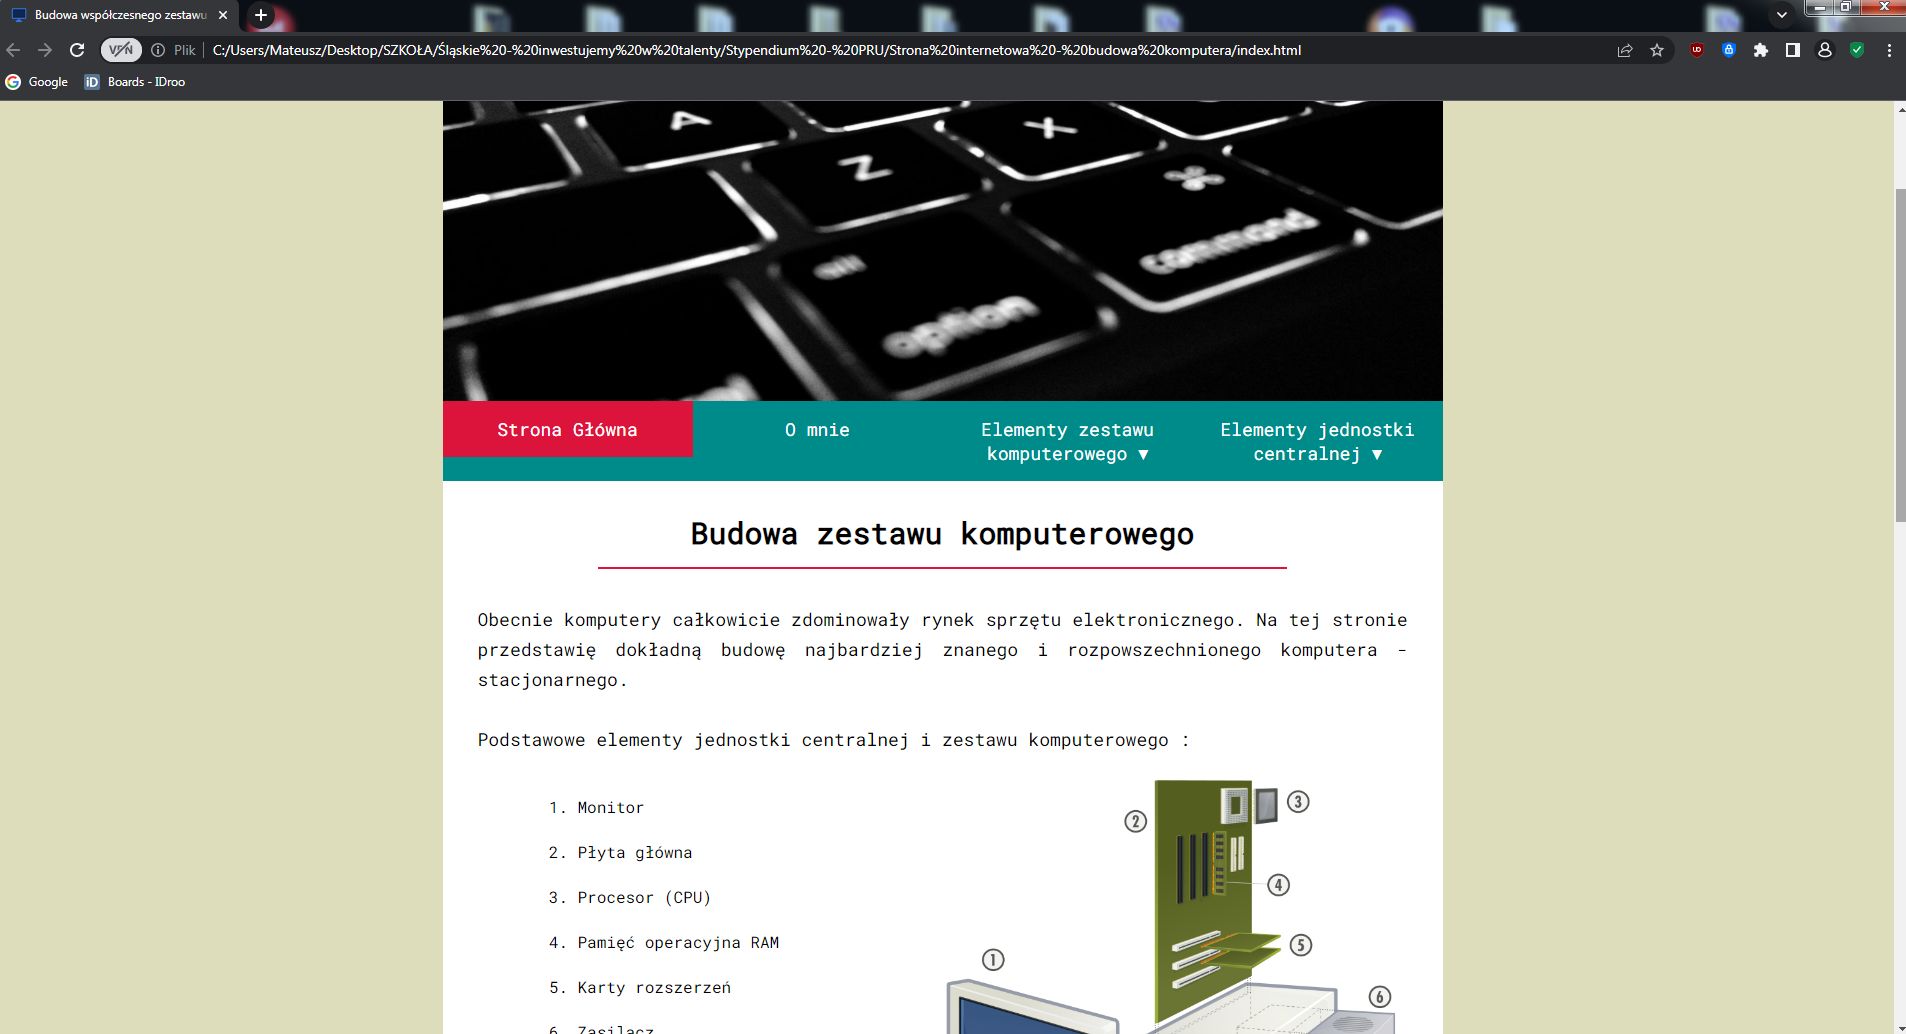 Budowa współczesnego zestawu
VPN
Plik
C:/Users/Mateusz/Desktop/SZKOŁA/Śląskie%20-%20inwestujemy%20w%20talenty/Stypendium%20-%20PRU/Strona%20internetowa%20-%20budowa%20komputera/index.html
Google
Boards - IDroo
A
X
Z
command
alt
option
Strona Główna
O mnie
Elementy zestawu
komputerowego ▼
Elementy jednostki
centralnej ▼
Budowa zestawu komputerowego
Obecnie komputery całkowicie zdominowały rynek sprzętu elektronicznego. Na tej stronie
przedstawię dokładną budowę najbardziej znanego i rozpowszechnionego komputera -
stacjonarnego.
Podstawowe elementy jednostki centralnej i zestawu komputerowego :
1. Monitor
2. Płyta główna
3. Procesor (CPU)
4. Pamięć operacyjna RAM
5. Karty rozszerzeń
6. Zasilacz
2
3
4
5
1
6